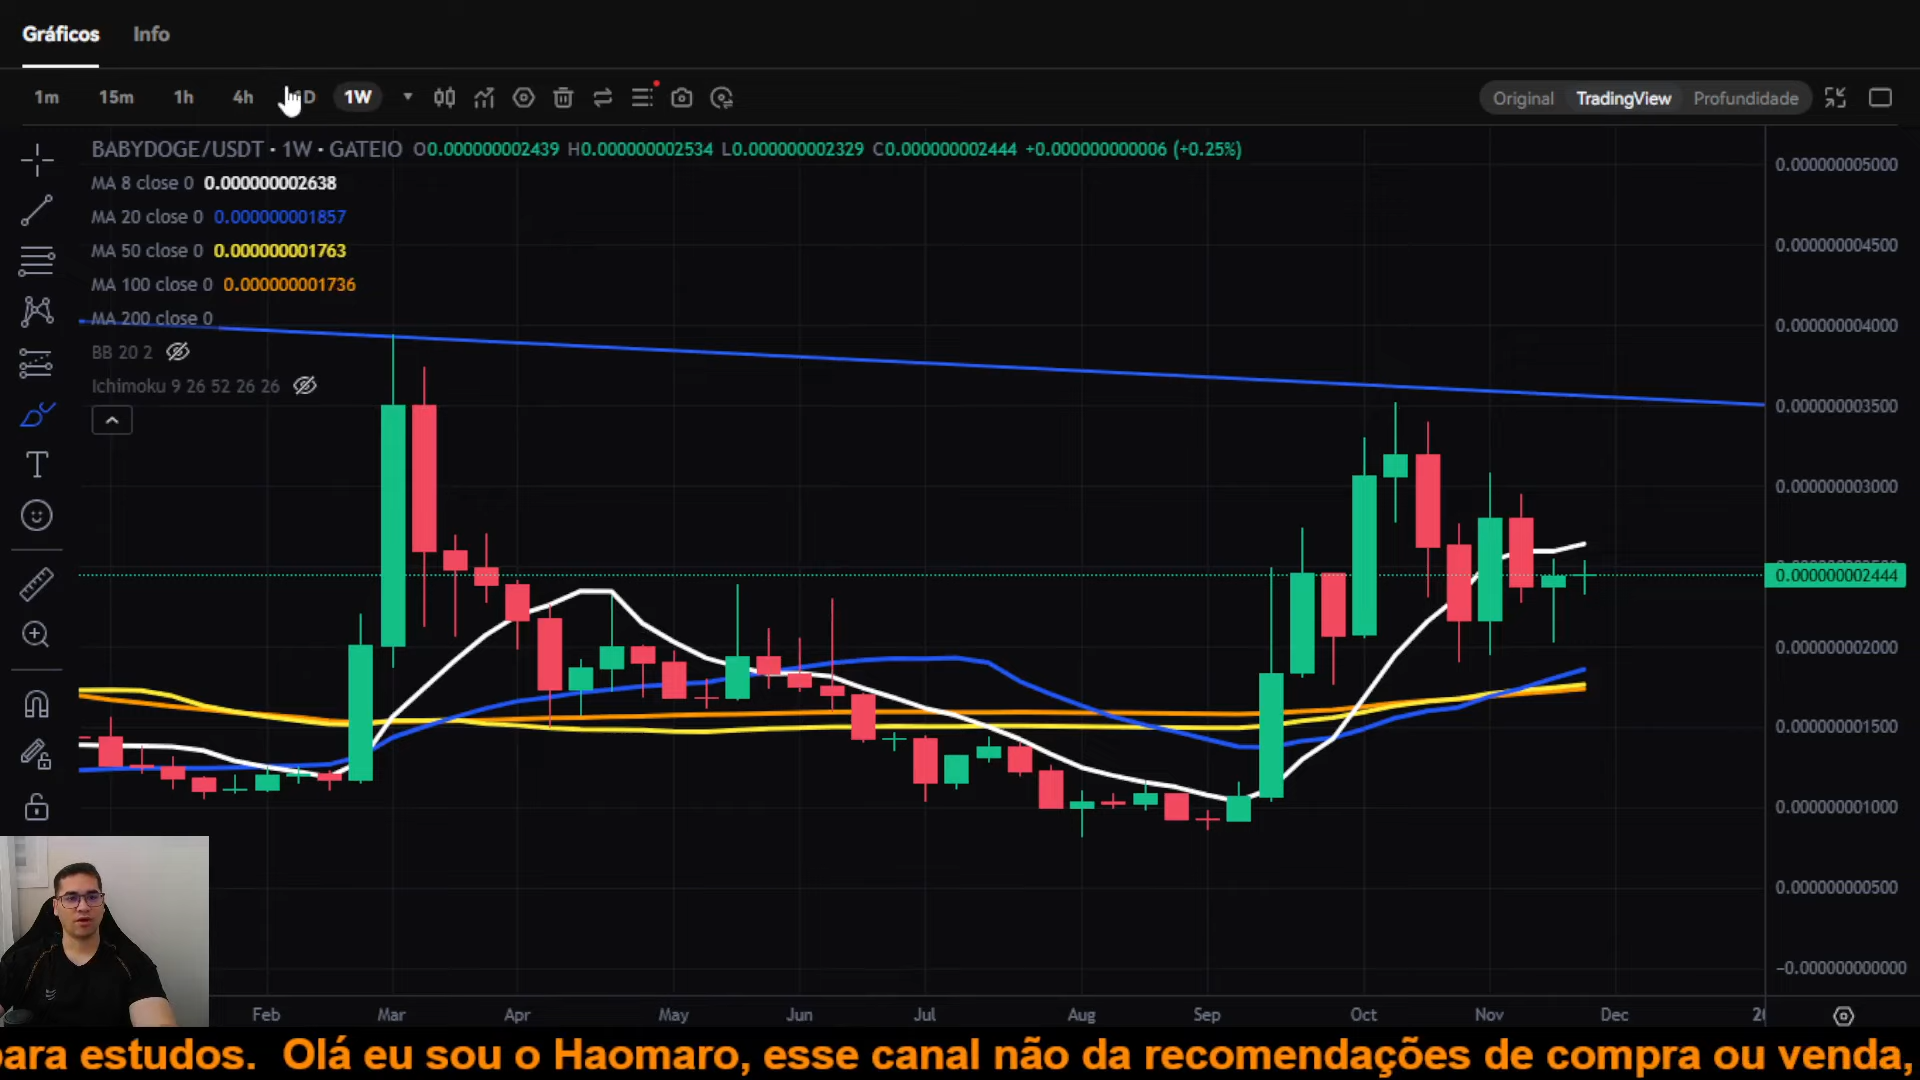 Gráficos Info
1m 15m 1h 4h 1D 1W
Original TradingView Profundidade
BABYDOGE/USDT · 1W · GATEIO O0.000000002439 H0.000000002534 L0.000000002329 C0.000000002444 +0.000000000006 (+0.25%)
MA 8 close 0 0.000000002638
MA 20 close 0 0.000000001857
MA 50 close 0 0.000000001763
MA 100 close 0 0.000000001736
MA 200 close 0
BB 20 2
Ichimoku 9 26 52 26 26
0.000000005000
0.000000004500
0.000000004000
0.000000003500
0.000000003000
0.000000002444
0.000000002000
0.000000001500
0.000000001000
0.000000000500
-0.000000000000
Feb Mar Apr May Jun Jul Aug Sep Oct Nov Dec
para estudos. Olá eu sou o Haomaro, esse canal não da recomendações de compra ou venda,